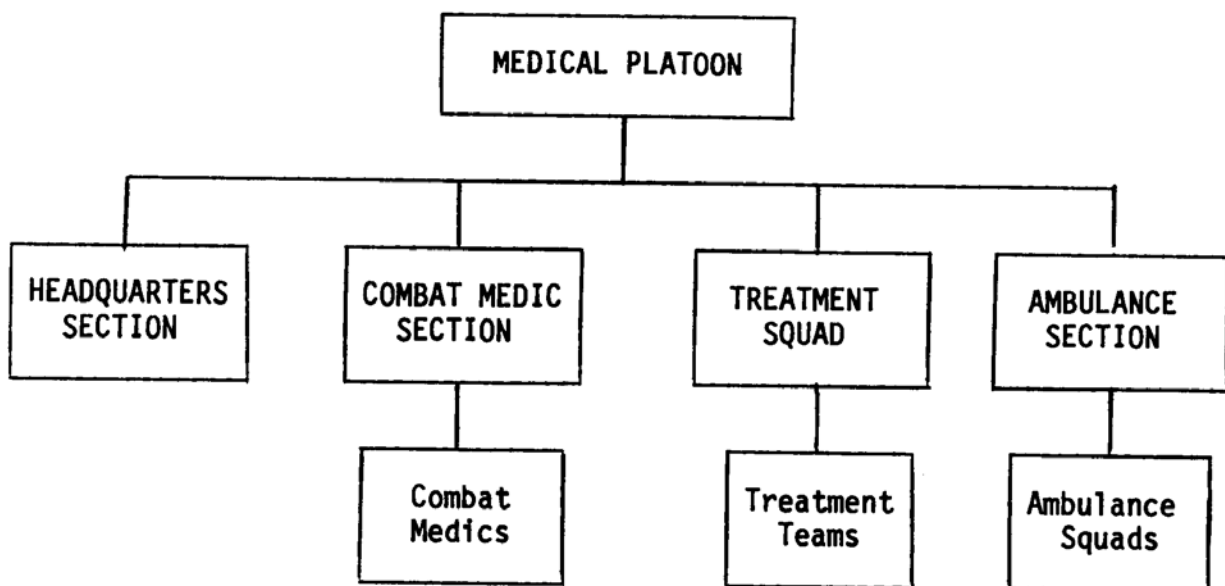 MEDICAL PLATOON
HEADQUARTERS
SECTION
COMBAT MEDIC
SECTION
TREATMENT
SQUAD
AMBULANCE
SECTION
Combat
Medics
Treatment
Teams
Ambulance
Squads